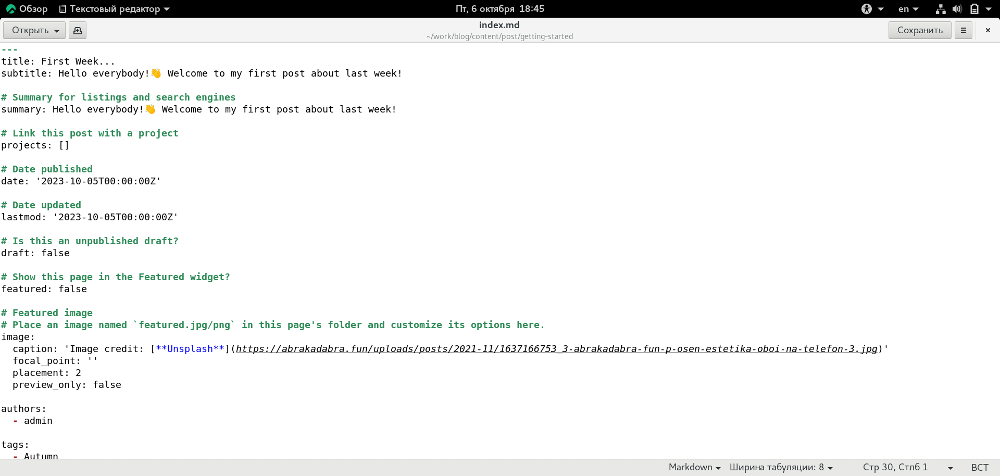 Обзор Текстовый редактор Пт, 6 октября 18:45 en
Открыть index.md Сохранить
~/work/blog/content/post/getting-started
---
title: First Week...
subtitle: Hello everybody!👋 Welcome to my first post about last week!
# Summary for listings and search engines
summary: Hello everybody!👋 Welcome to my first post about last week!
# Link this post with a project
projects: []
# Date published
date: '2023-10-05T00:00:00Z'
# Date updated
lastmod: '2023-10-05T00:00:00Z'
# Is this an unpublished draft?
draft: false
# Show this page in the Featured widget?
featured: false
# Featured image
# Place an image named `featured.jpg/png` in this page's folder and customize its options here.
image:
  caption: 'Image credit: [**Unsplash**](https://abrakadabra.fun/uploads/posts/2021-11/1637166753_3-abrakadabra-fun-p-osen-estetika-oboi-na-telefon-3.jpg)'
  focal_point: ''
  placement: 2
  preview_only: false
authors:
  - admin
tags:
  - Autumn
Markdown Ширина табуляции: 8 Стр 30, Стлб 1 ВСТ